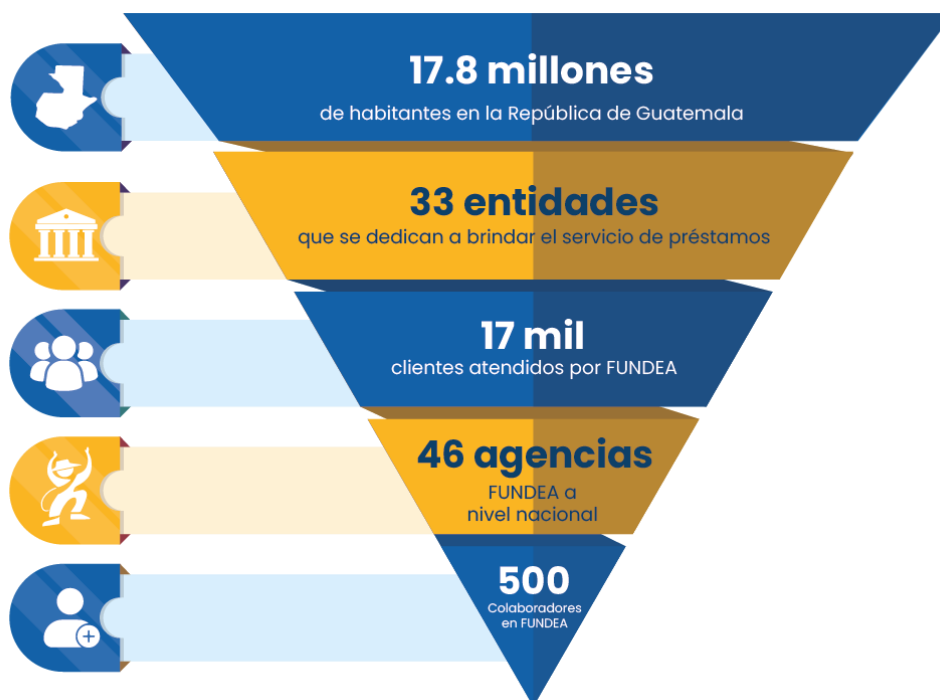 17.8 millones
de habitantes en la República de Guatemala
33 entidades
que se dedican a brindar el servicio de préstamos
17 mil
clientes atendidos por FUNDEA
46 agencias
FUNDEA a
nivel nacional
500
Colaboradores
en FUNDEA